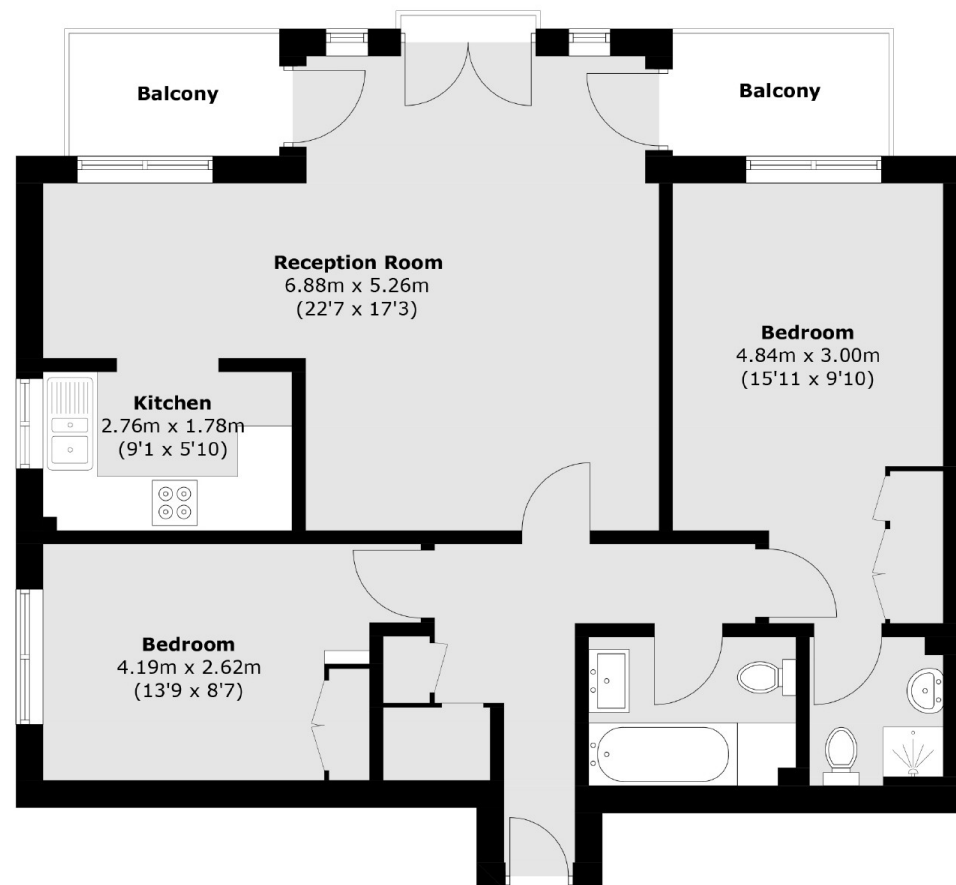 Balcony
Balcony
Reception Room
6.88m x 5.26m
(22'7 x 17'3)
Bedroom
4.84m x 3.00m
(15'11 x 9'10)
Kitchen
2.76m x 1.78m
(9'1 x 5'10)
Bedroom
4.19m x 2.62m
(13'9 x 8'7)